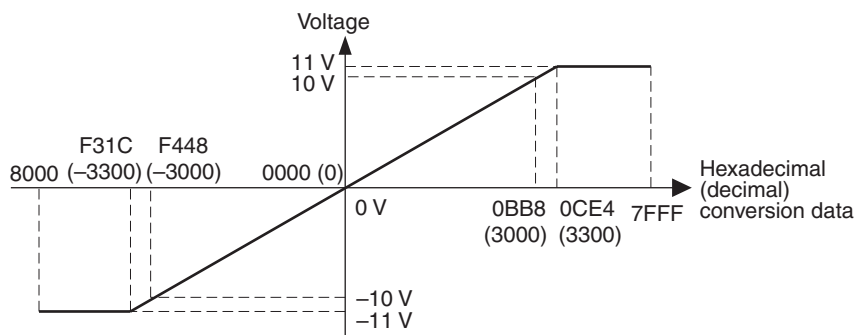 Voltage
11 V
10 V
F31C F448
8000 (–3300) (–3000) 0000 (0)
Hexadecimal
(decimal)
conversion data
0 V
0BB8 0CE4 7FFF
(3000) (3300)
–10 V
–11 V